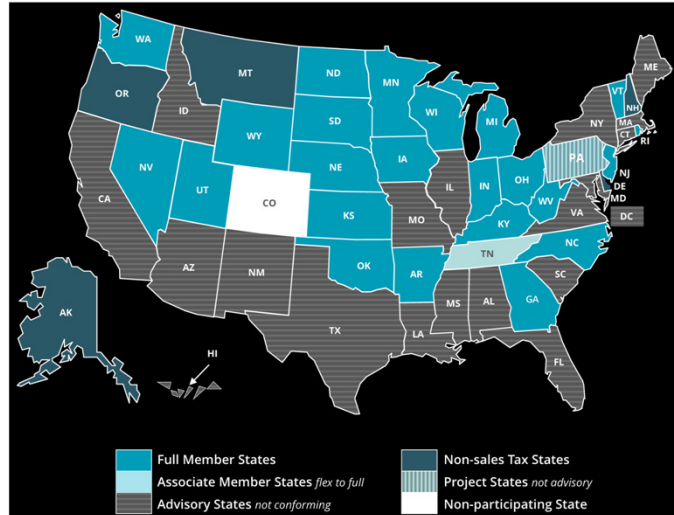 WA
MT
ND
MN
ME
OR
ID
WY
SD
WI
MI
VT
NH
NY
MA
CT
RI
NV
UT
CO
NE
IA
IL
IN
OH
PA
NJ
DE
MD
DC
CA
KS
MO
KY
WV
VA
AZ
NM
OK
AR
TN
NC
SC
TX
LA
MS
AL
GA
FL
AK
HI
Full Member States
Associate Member States flex to full
Advisory States not conforming
Non-sales Tax States
Project States not advisory
Non-participating State